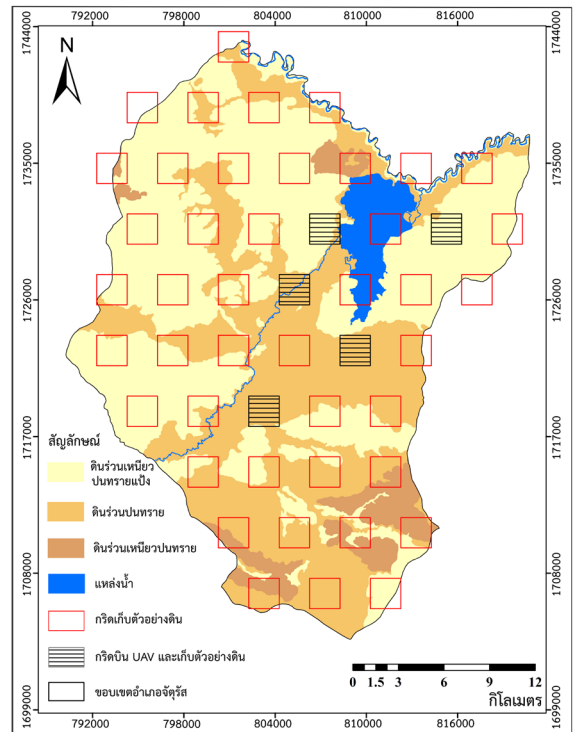 792000 798000 804000 810000 816000
1744000
1744000
N
1735000
1735000
1726000
1726000
1717000
1717000
สัญลักษณ์
ดินร่วนเหนียว
ปนทรายแป้ง
ดินร่วนปนทราย
ดินร่วนเหนียวปนทราย
แหล่งน้ำ
1708000
1708000
กริดเก็บตัวอย่างดิน
กริดบิน UAV และเก็บตัวอย่างดิน
ขอบเขตอำเภอจัตุรัส
0 1.5 3 6 9 12
กิโลเมตร
1699000
1699000
792000 798000 804000 810000 816000